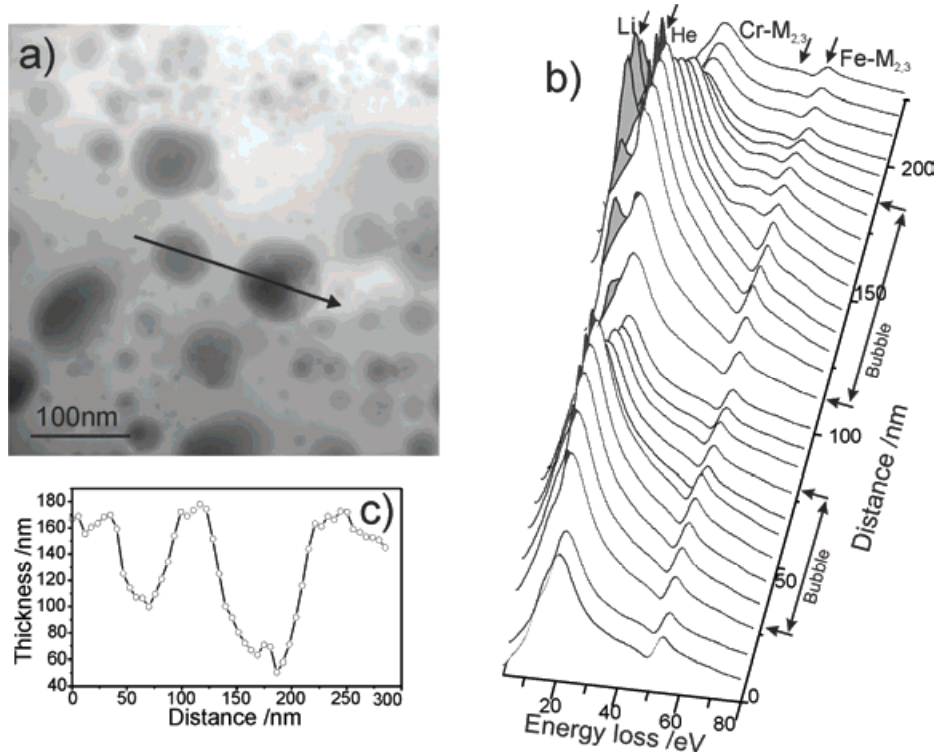 a)
100nm
b)
Li
He
Cr-M2,3
Fe-M2,3
200
150
100
50
0
Bubble
Bubble
Distance /nm
20
40
60
80
Energy loss /eV
c)
Thickness /nm
180
160
140
120
100
80
60
40
0
50
100
150
200
250
300
Distance /nm